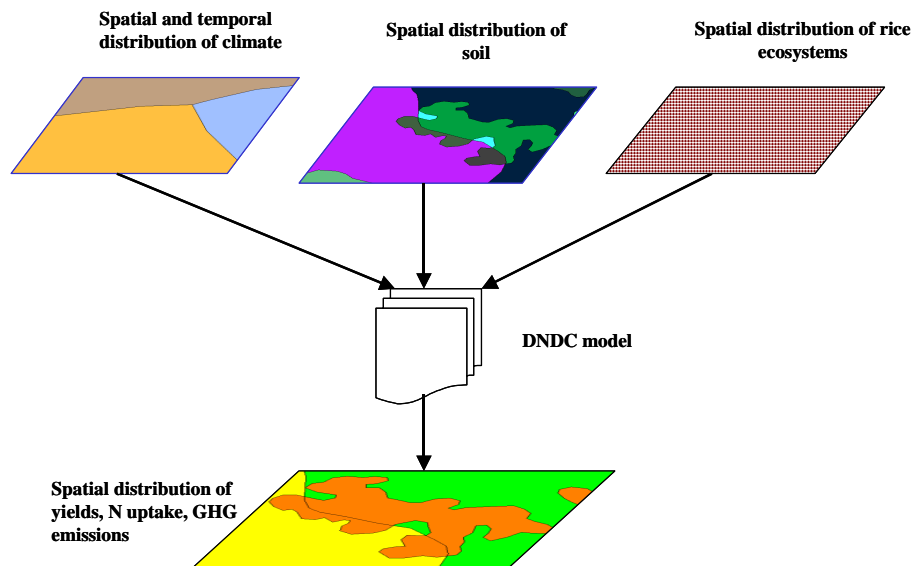 Spatial and temporal
distribution of climate
Spatial distribution of
soil
Spatial distribution of rice
ecosystems
DNDC model
Spatial distribution of
yields, N uptake, GHG
emissions